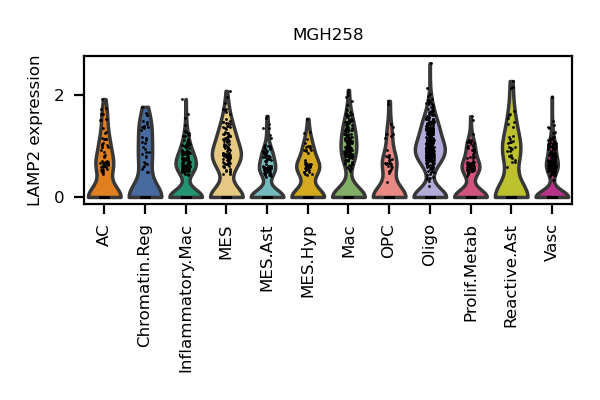 MGH258
LAMP2 expression
2
0
AC
Chromatin.Reg
Inflammatory.Mac
MES
MES.Ast
MES.Hyp
Mac
OPC
Oligo
Prolif.Metab
Reactive.Ast
Vasc